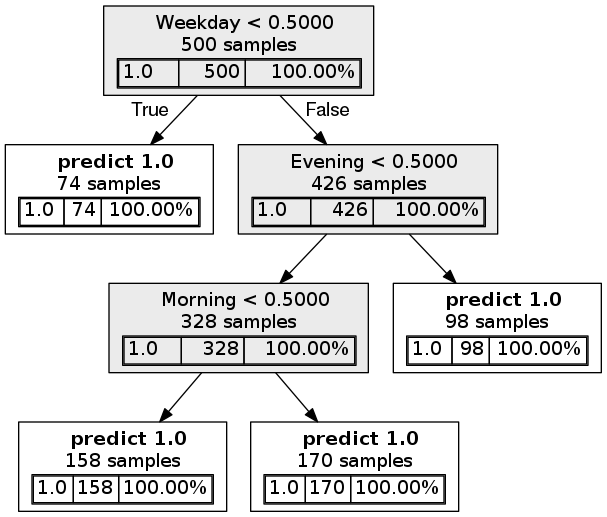 Weekday < 0.5000
500 samples
1.0 500 100.00%
True False
predict 1.0
74 samples
1.0 74 100.00%
Evening < 0.5000
426 samples
1.0 426 100.00%
Morning < 0.5000
328 samples
1.0 328 100.00%
predict 1.0
98 samples
1.0 98 100.00%
predict 1.0
158 samples
1.0 158 100.00%
predict 1.0
170 samples
1.0 170 100.00%